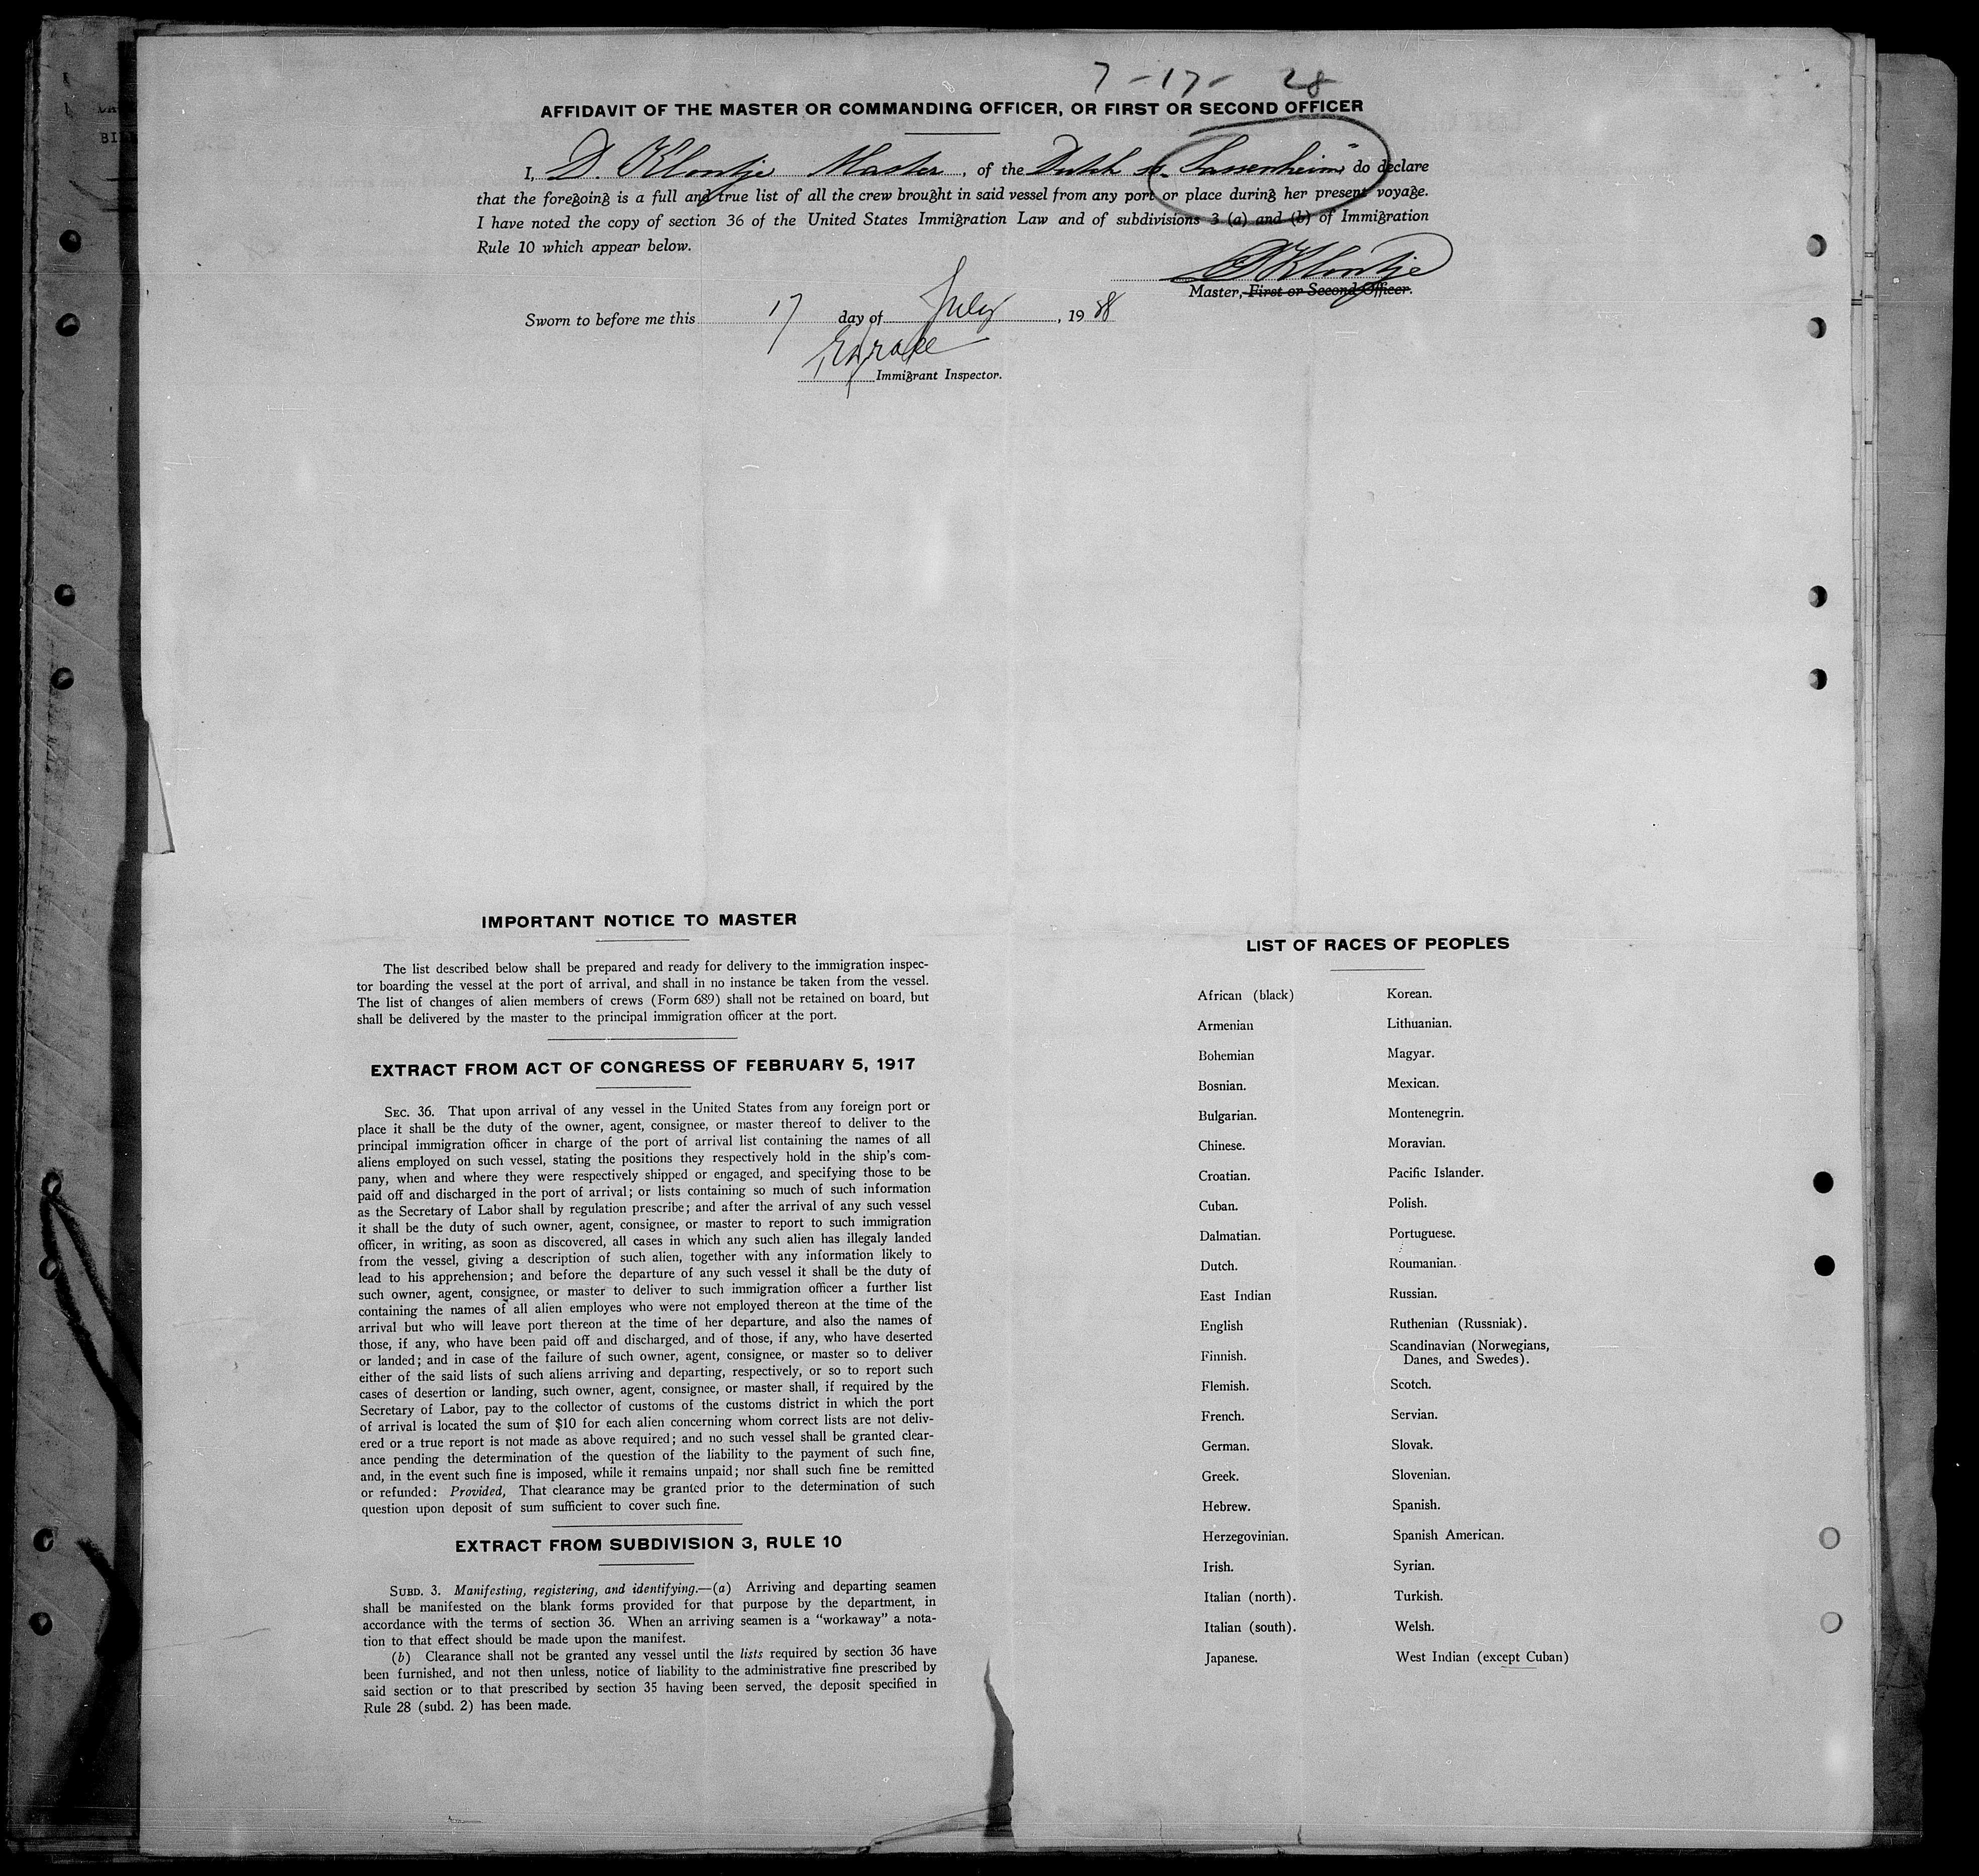 7-17-28
AFFIDAVIT OF THE MASTER OR COMMANDING OFFICER, OR FIRST OR SECOND OFFICER
I, D. Klontje Master, of the Dutch ss. "Sassenheim" do declare
that the foregoing is a full and true list of all the crew brought in said vessel from any port or place during her present voyage.
I have noted the copy of section 36 of the United States Immigration Law and of subdivisions 3 (a) and (b) of Immigration
Rule 10 which appear below.
D Klontje
Master, First or Second Officer.
Sworn to before me this 17 day of July, 1928
Immigrant Inspector.
IMPORTANT NOTICE TO MASTER
The list described below shall be prepared and ready for delivery to the immigration inspec-
tor boarding the vessel at the port of arrival, and shall in no instance be taken from the vessel.
The list of changes of alien members of crews (Form 689) shall not be retained on board, but
shall be delivered by the master to the principal immigration officer at the port.
EXTRACT FROM ACT OF CONGRESS OF FEBRUARY 5, 1917
SEC. 36. That upon arrival of any vessel in the United States from any foreign port or
place it shall be the duty of the owner, agent, consignee, or master thereof to deliver to the
principal immigration officer in charge of the port of arrival list containing the names of all
aliens employed on such vessel, stating the positions they respectively hold in the ship's com-
pany, when and where they were respectively shipped or engaged, and specifying those to be
paid off and discharged in the port of arrival; or lists containing so much of such information
as the Secretary of Labor shall by regulation prescribe; and after the arrival of any such vessel
it shall be the duty of such owner, agent, consignee, or master to report to such immigration
officer, in writing, as soon as discovered, all cases in which any such alien has illegaly landed
from the vessel, giving a description of such alien, together with any information likely to
lead to his apprehension; and before the departure of any such vessel it shall be the duty of
such owner, agent, consignee, or master to deliver to such immigration officer a further list
containing the names of all alien employes who were not employed thereon at the time of the
arrival but who will leave port thereon at the time of her departure, and also the names of
those, if any, who have been paid off and discharged, and of those, if any, who have deserted
or landed; and in case of the failure of such owner, agent, consignee, or master so to deliver
either of the said lists of such aliens arriving and departing, respectively, or so to report such
cases of desertion or landing, such owner, agent, consignee, or master shall, if required by the
Secretary of Labor, pay to the collector of customs of the customs district in which the port
of arrival is located the sum of $10 for each alien concerning whom correct lists are not deliv-
ered or a true report is not made as above required; and no such vessel shall be granted clear-
ance pending the determination of the question of the liability to the payment of such fine,
and, in the event such fine is imposed, while it remains unpaid; nor shall such fine be remitted
or refunded: Provided, That clearance may be granted prior to the determination of such
question upon deposit of sum sufficient to cover such fine.
EXTRACT FROM SUBDIVISION 3, RULE 10
SUBD. 3. Manifesting, registering, and identifying.—(a) Arriving and departing seamen
shall be manifested on the blank forms provided for that purpose by the department, in
accordance with the terms of section 36. When an arriving seamen is a "workaway" a nota-
tion to that effect should be made upon the manifest.
(b) Clearance shall not be granted any vessel until the lists required by section 36 have
been furnished, and not then unless, notice of liability to the administrative fine prescribed by
said section or to that prescribed by section 35 having been served, the deposit specified in
Rule 28 (subd. 2) has been made.
LIST OF RACES OF PEOPLES
African (black)
Armenian
Bohemian
Bosnian.
Bulgarian.
Chinese.
Croatian.
Cuban.
Dalmatian.
Dutch.
East Indian
English
Finnish.
Flemish.
French.
German.
Greek.
Hebrew.
Herzegovinian.
Irish.
Italian (north).
Italian (south).
Japanese.
Korean.
Lithuanian.
Magyar.
Mexican.
Montenegrin.
Moravian.
Pacific Islander.
Polish.
Portuguese.
Roumanian.
Russian.
Ruthenian (Russniak).
Scandinavian (Norwegians,
Danes, and Swedes).
Scotch.
Servian.
Slovak.
Slovenian.
Spanish.
Spanish American.
Syrian.
Turkish.
Welsh.
West Indian (except Cuban)